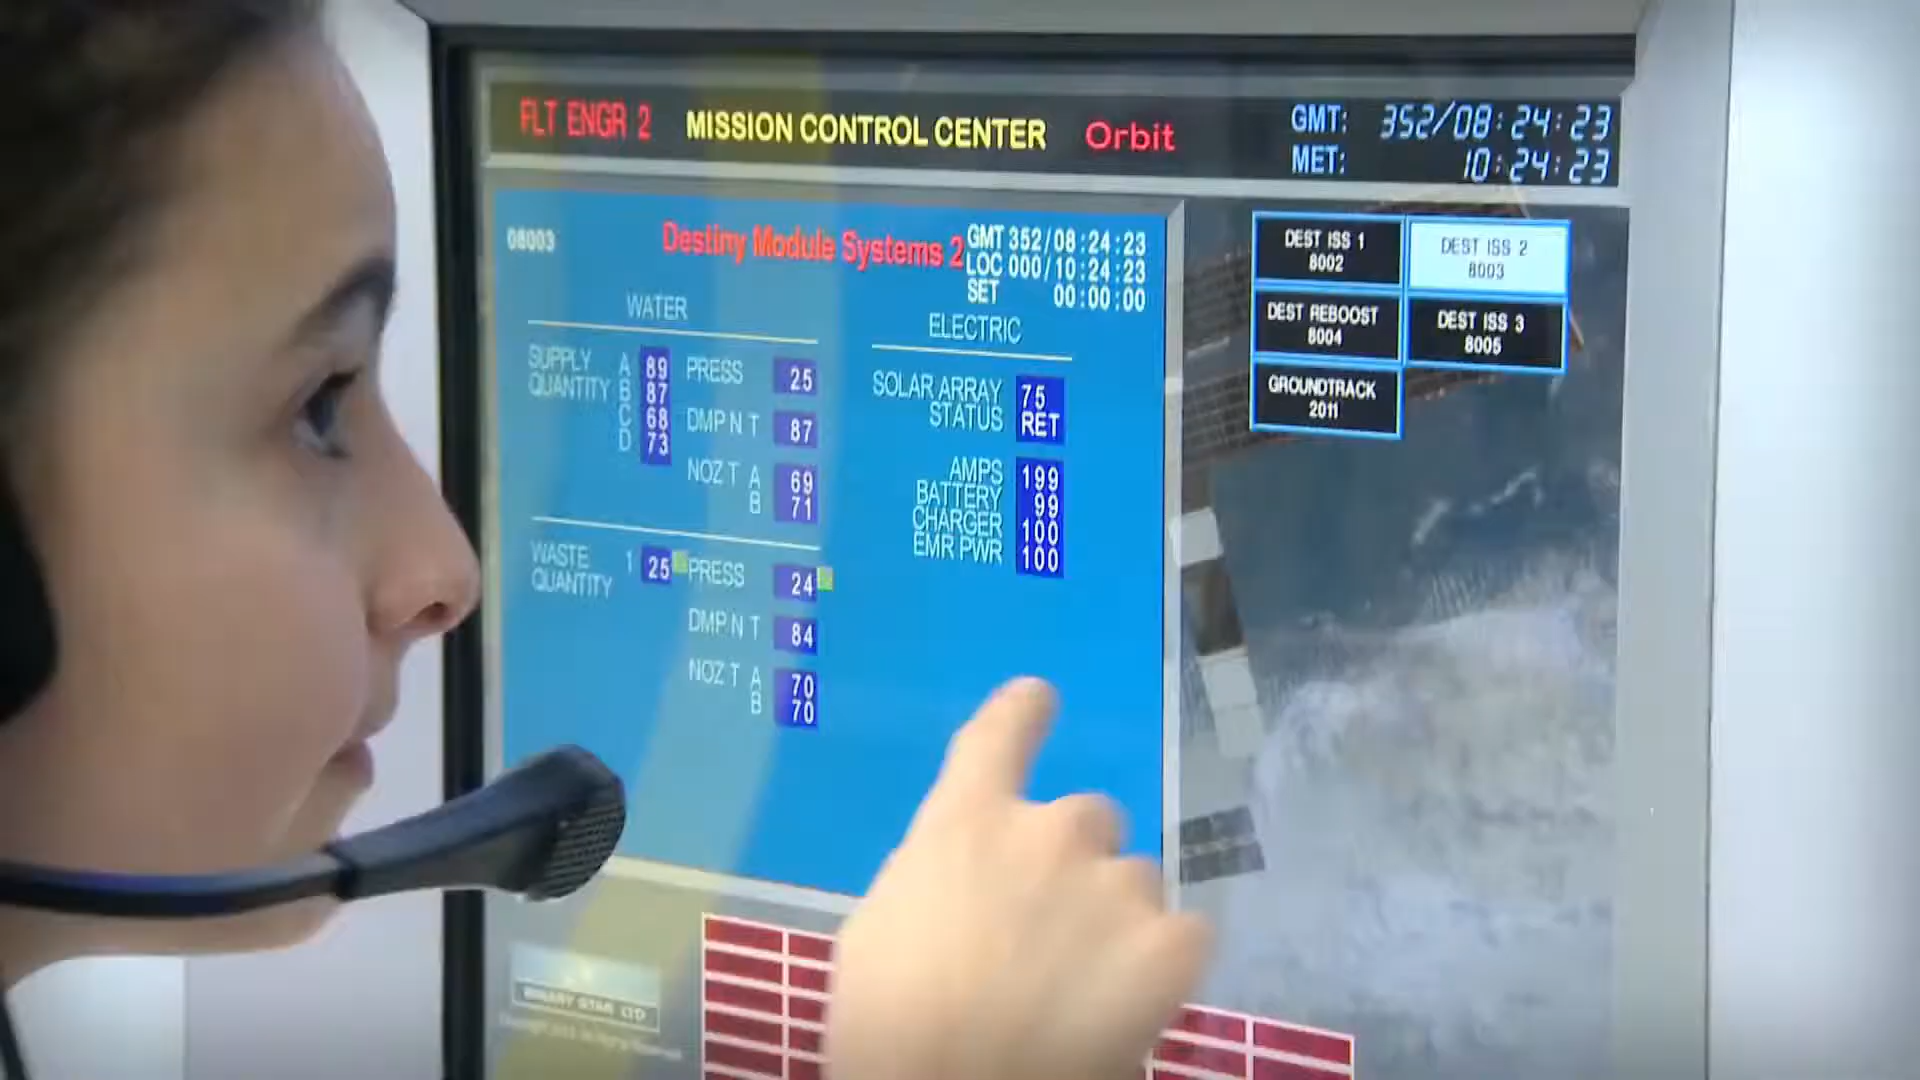 FLT ENGR 2 MISSION CONTROL CENTER Orbit
GMT: 352/08:24:23
MET: 10:24:23
08003
Destiny Module Systems 2
GMT 352/08:24:23
LOC 000/10:24:23
SET 00:00:00
WATER
SUPPLY QUANTITY
A 89
B 87
C 68
D 73
PRESS 25
DMP N T 87
NOZ T A 69
B 71
WASTE QUANTITY
1 25
PRESS 24
DMP N T 84
NOZ T A 70
B 70
ELECTRIC
SOLAR ARRAY 75
STATUS RET
AMPS 199
BATTERY 99
CHARGER 100
EMR PWR 100
DEST ISS 1
8002
DEST ISS 2
8003
DEST REBOOST
8004
DEST ISS 3
8005
GROUNDTRACK
2011
BINARY STAR LTD